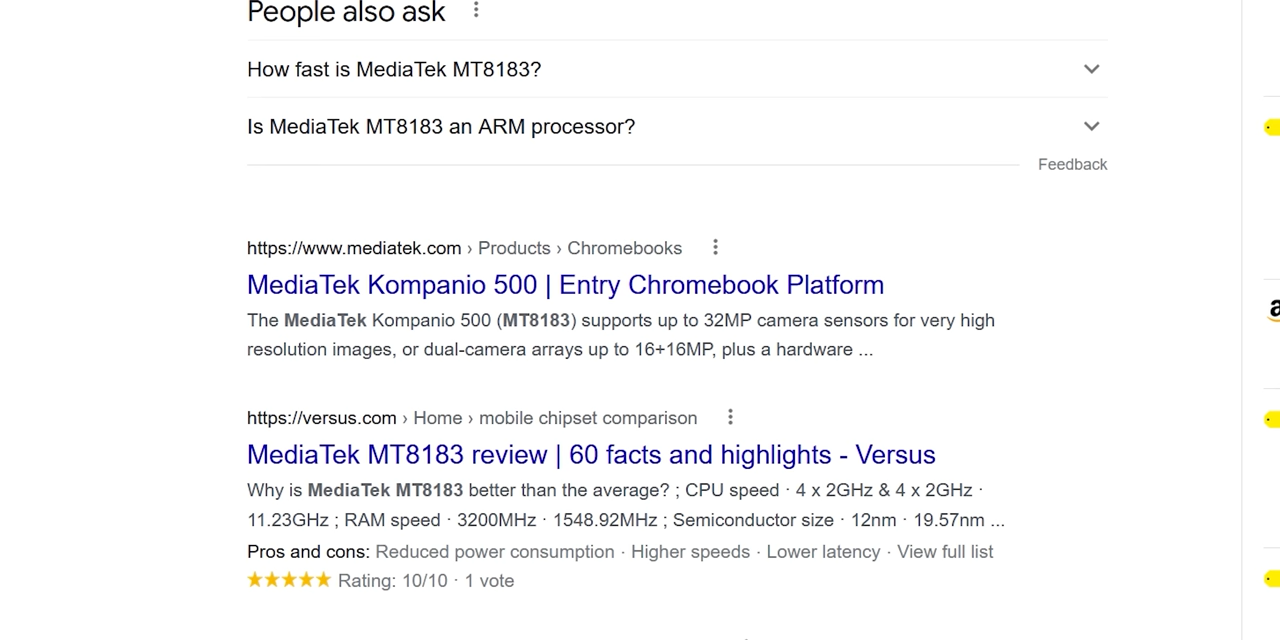 People also ask
How fast is MediaTek MT8183?
Is MediaTek MT8183 an ARM processor?
Feedback
https://www.mediatek.com › Products › Chromebooks
MediaTek Kompanio 500 | Entry Chromebook Platform
The MediaTek Kompanio 500 (MT8183) supports up to 32MP camera sensors for very high
resolution images, or dual-camera arrays up to 16+16MP, plus a hardware ...
https://versus.com › Home › mobile chipset comparison
MediaTek MT8183 review | 60 facts and highlights - Versus
Why is MediaTek MT8183 better than the average? ; CPU speed · 4 x 2GHz & 4 x 2GHz ·
11.23GHz ; RAM speed · 3200MHz · 1548.92MHz ; Semiconductor size · 12nm · 19.57nm ...
Pros and cons: Reduced power consumption · Higher speeds · Lower latency · View full list
★★★★★ Rating: 10/10 · 1 vote